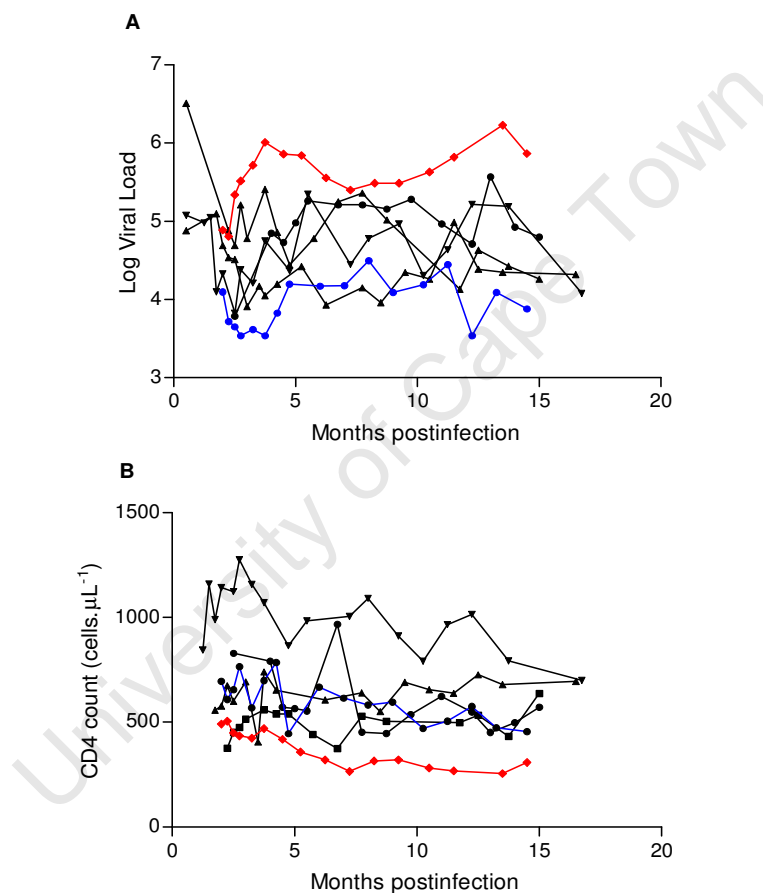 A
7
6
5
4
3
Log Viral Load
0 5 10 15 20
Months postinfection
B
1500
1000
500
0
CD4 count (cells.μL⁻¹)
0 5 10 15 20
Months postinfection
University of Cape Town